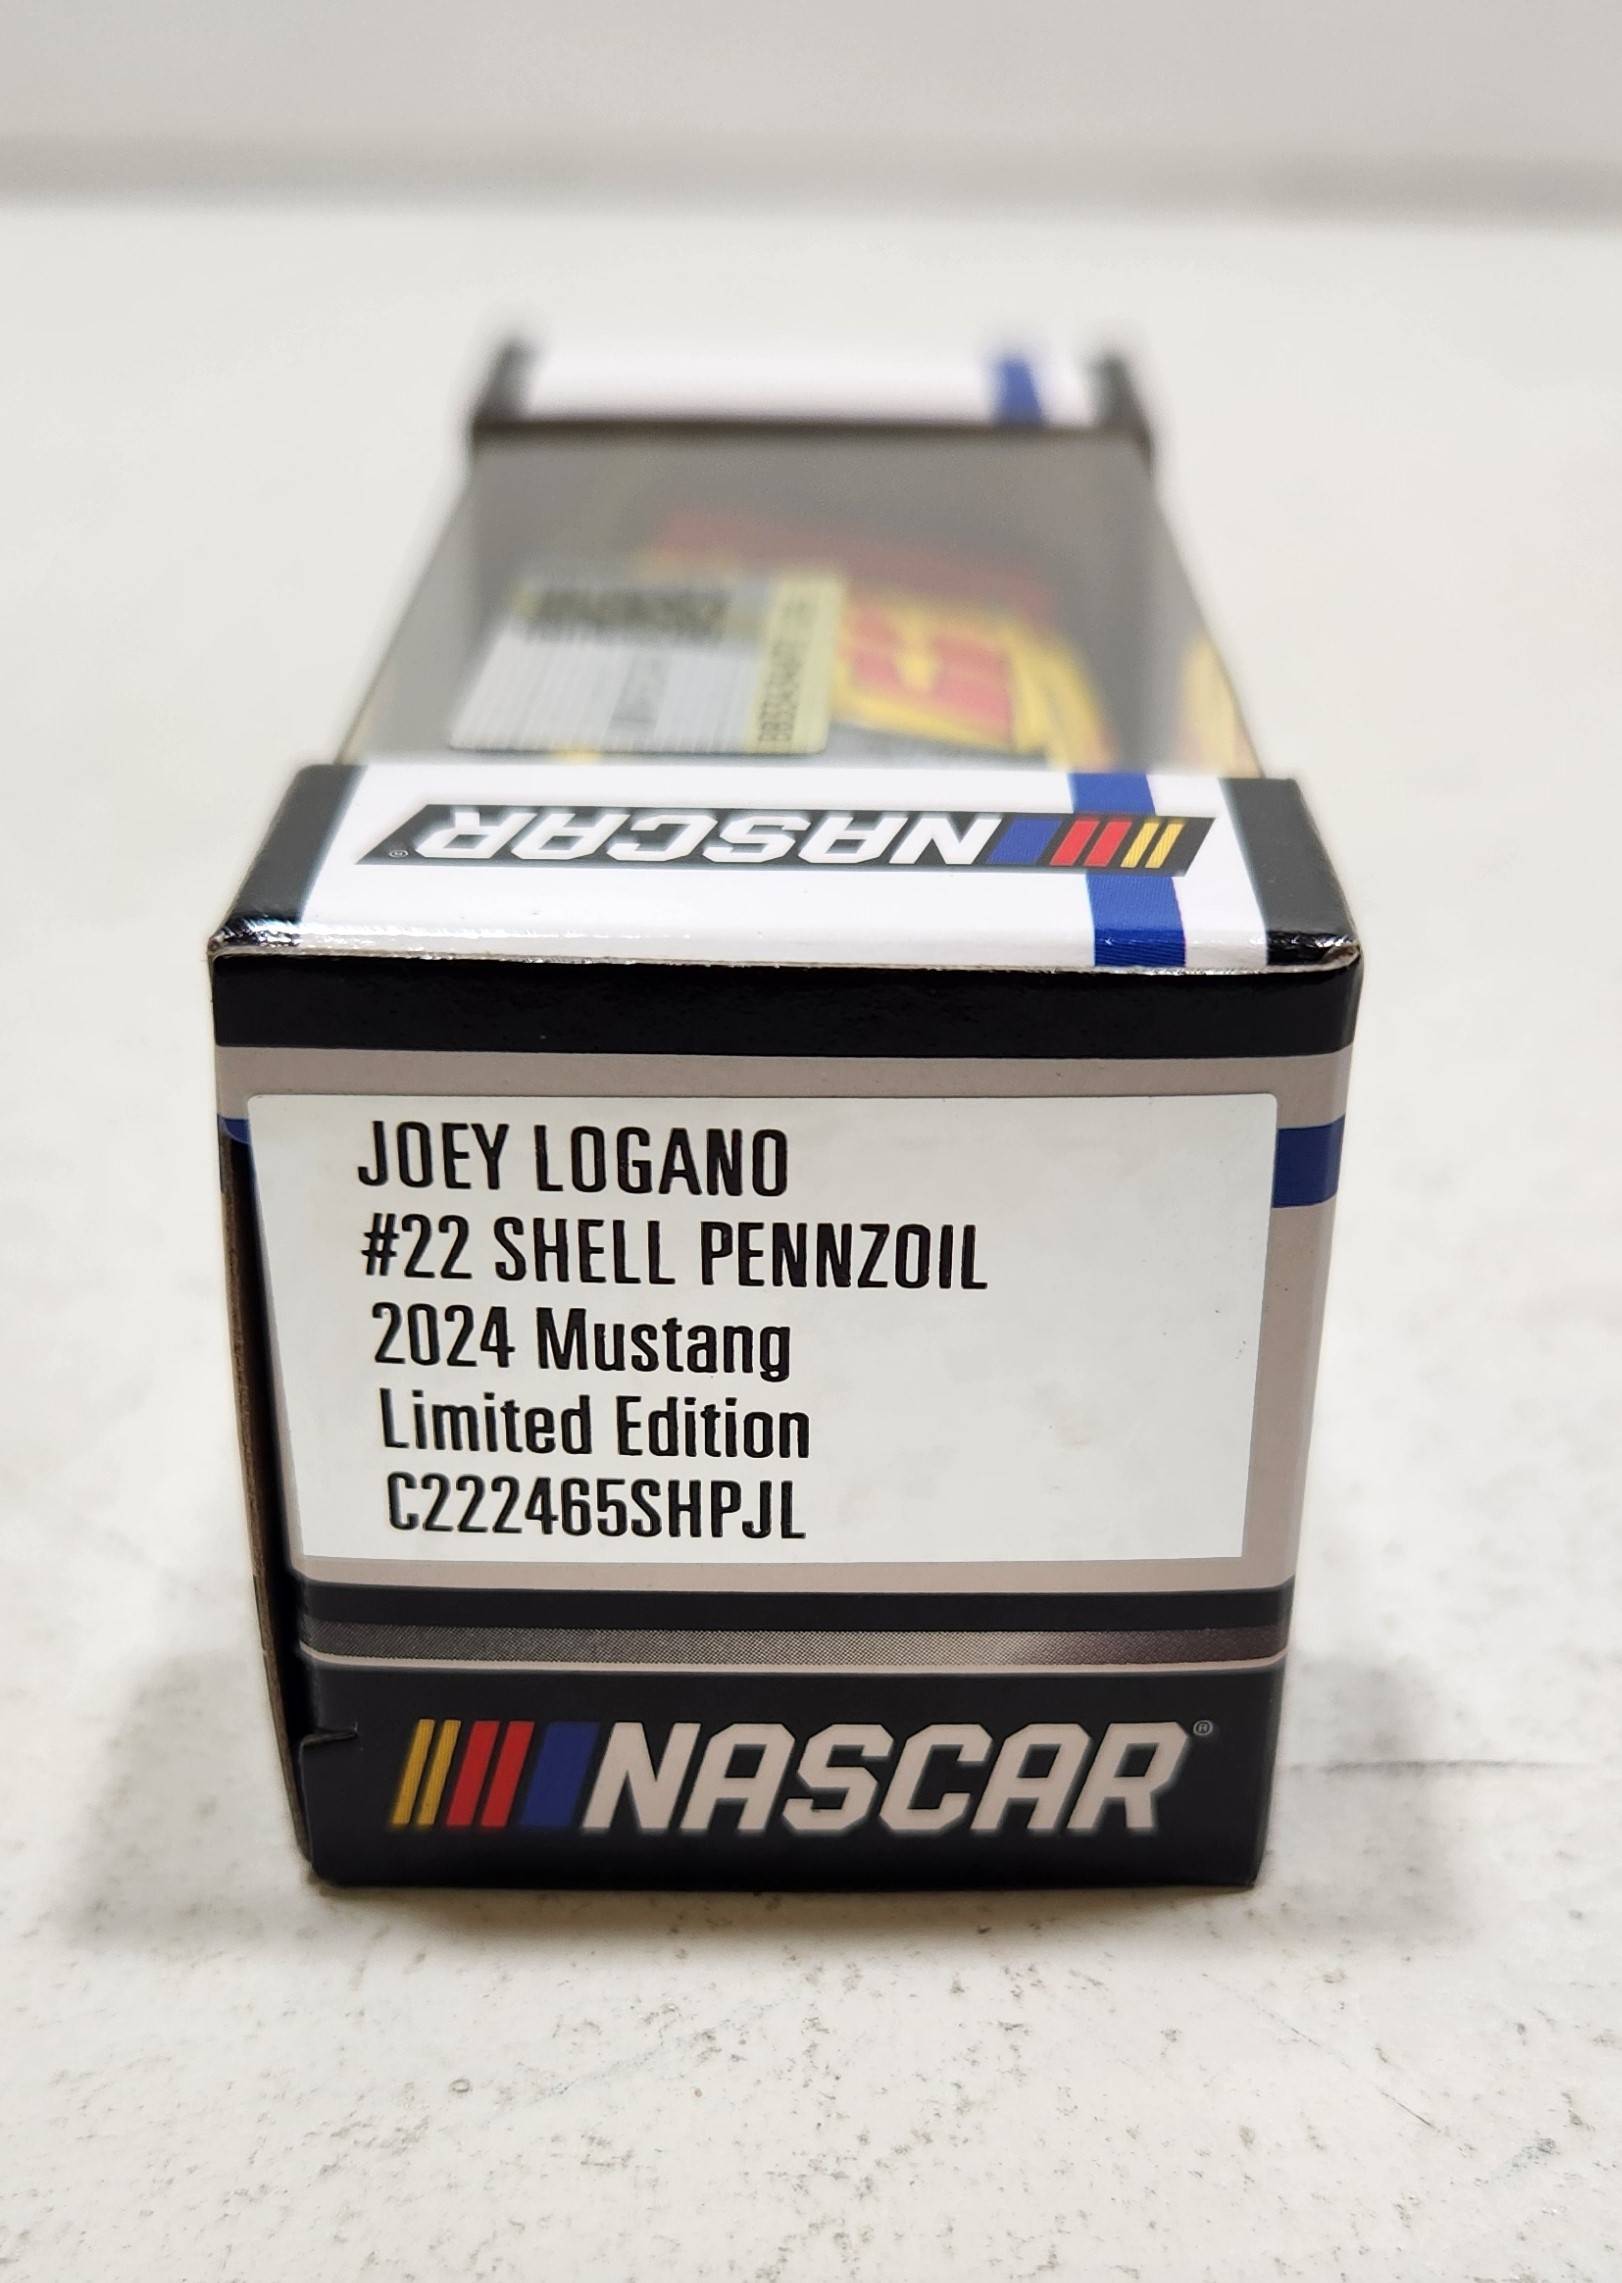 NASCAR
JOEY LOGANO
#22 SHELL PENNZOIL
2024 Mustang
Limited Edition
C222465SHPJL
NASCAR®